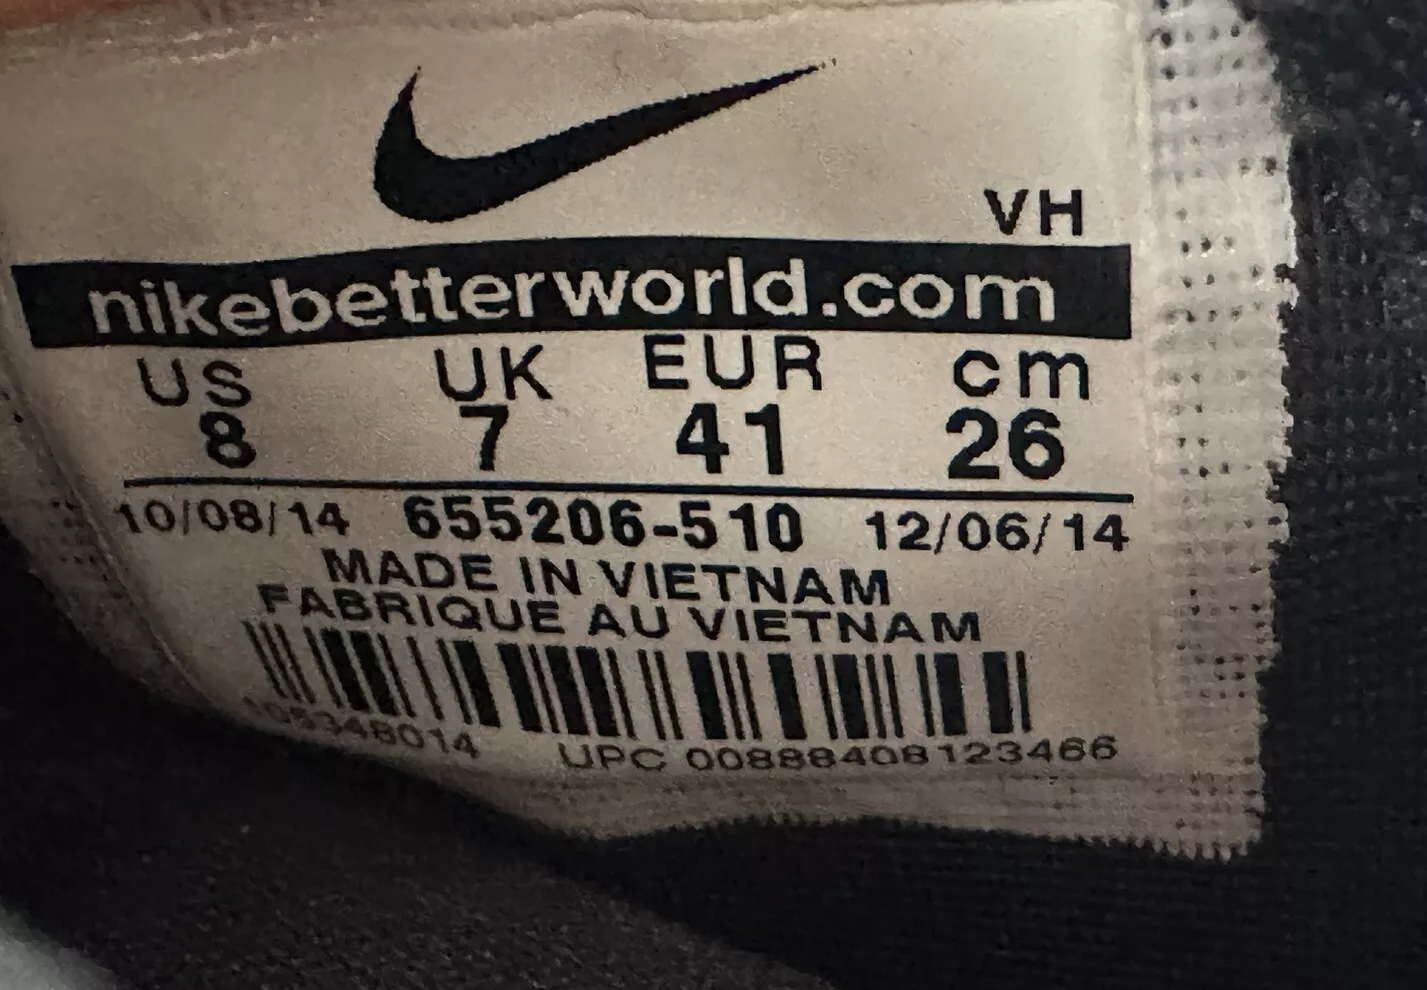 VH
nikebetterworld.com
US UK EUR cm
8 7 41 26
10/08/14 655206-510 12/06/14
MADE IN VIETNAM
FABRIQUE AU VIETNAM
UPC 00888408123466